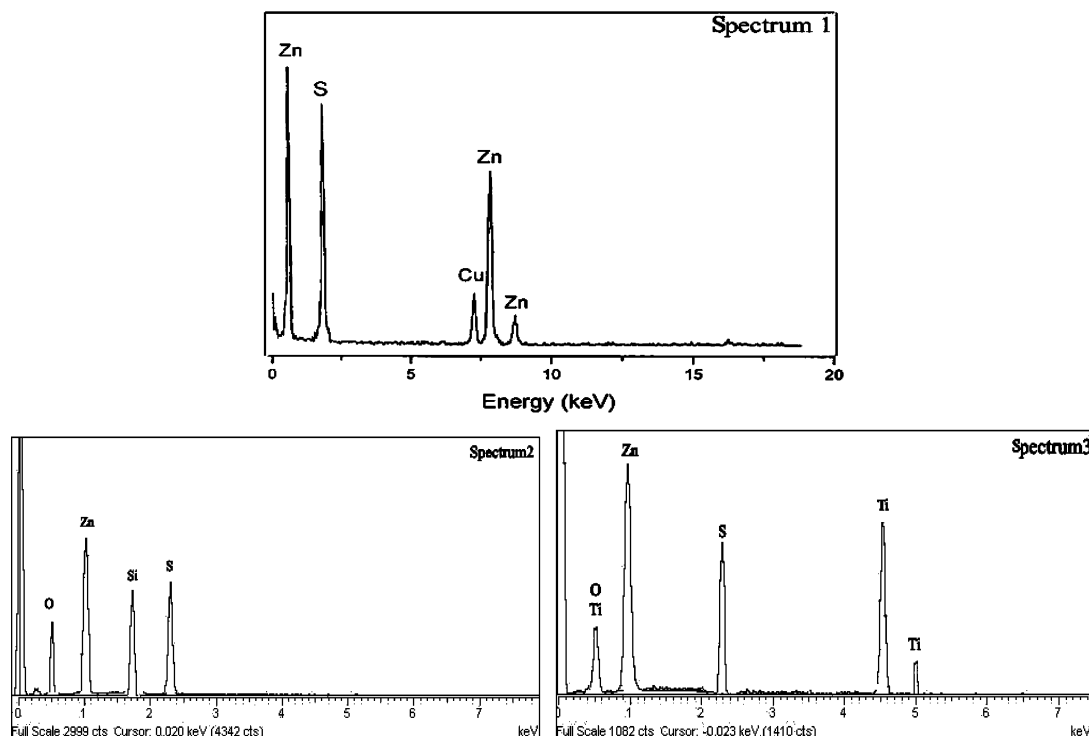 Spectrum 1
Zn
S
Zn
Cu
Zn
0 5 10 15 20
Energy (keV)
Spectrum2
Zn
Si
S
O
0 1 2 3 4 5 6 7
Full Scale 2999 cts Cursor: 0.020 keV (4342 cts) keV
Spectrum3
Zn
S
Ti
O
Ti
Ti
0 1 2 3 4 5 6 7
Full Scale 1082 cts Cursor: -0.023 keV (1410 cts) keV